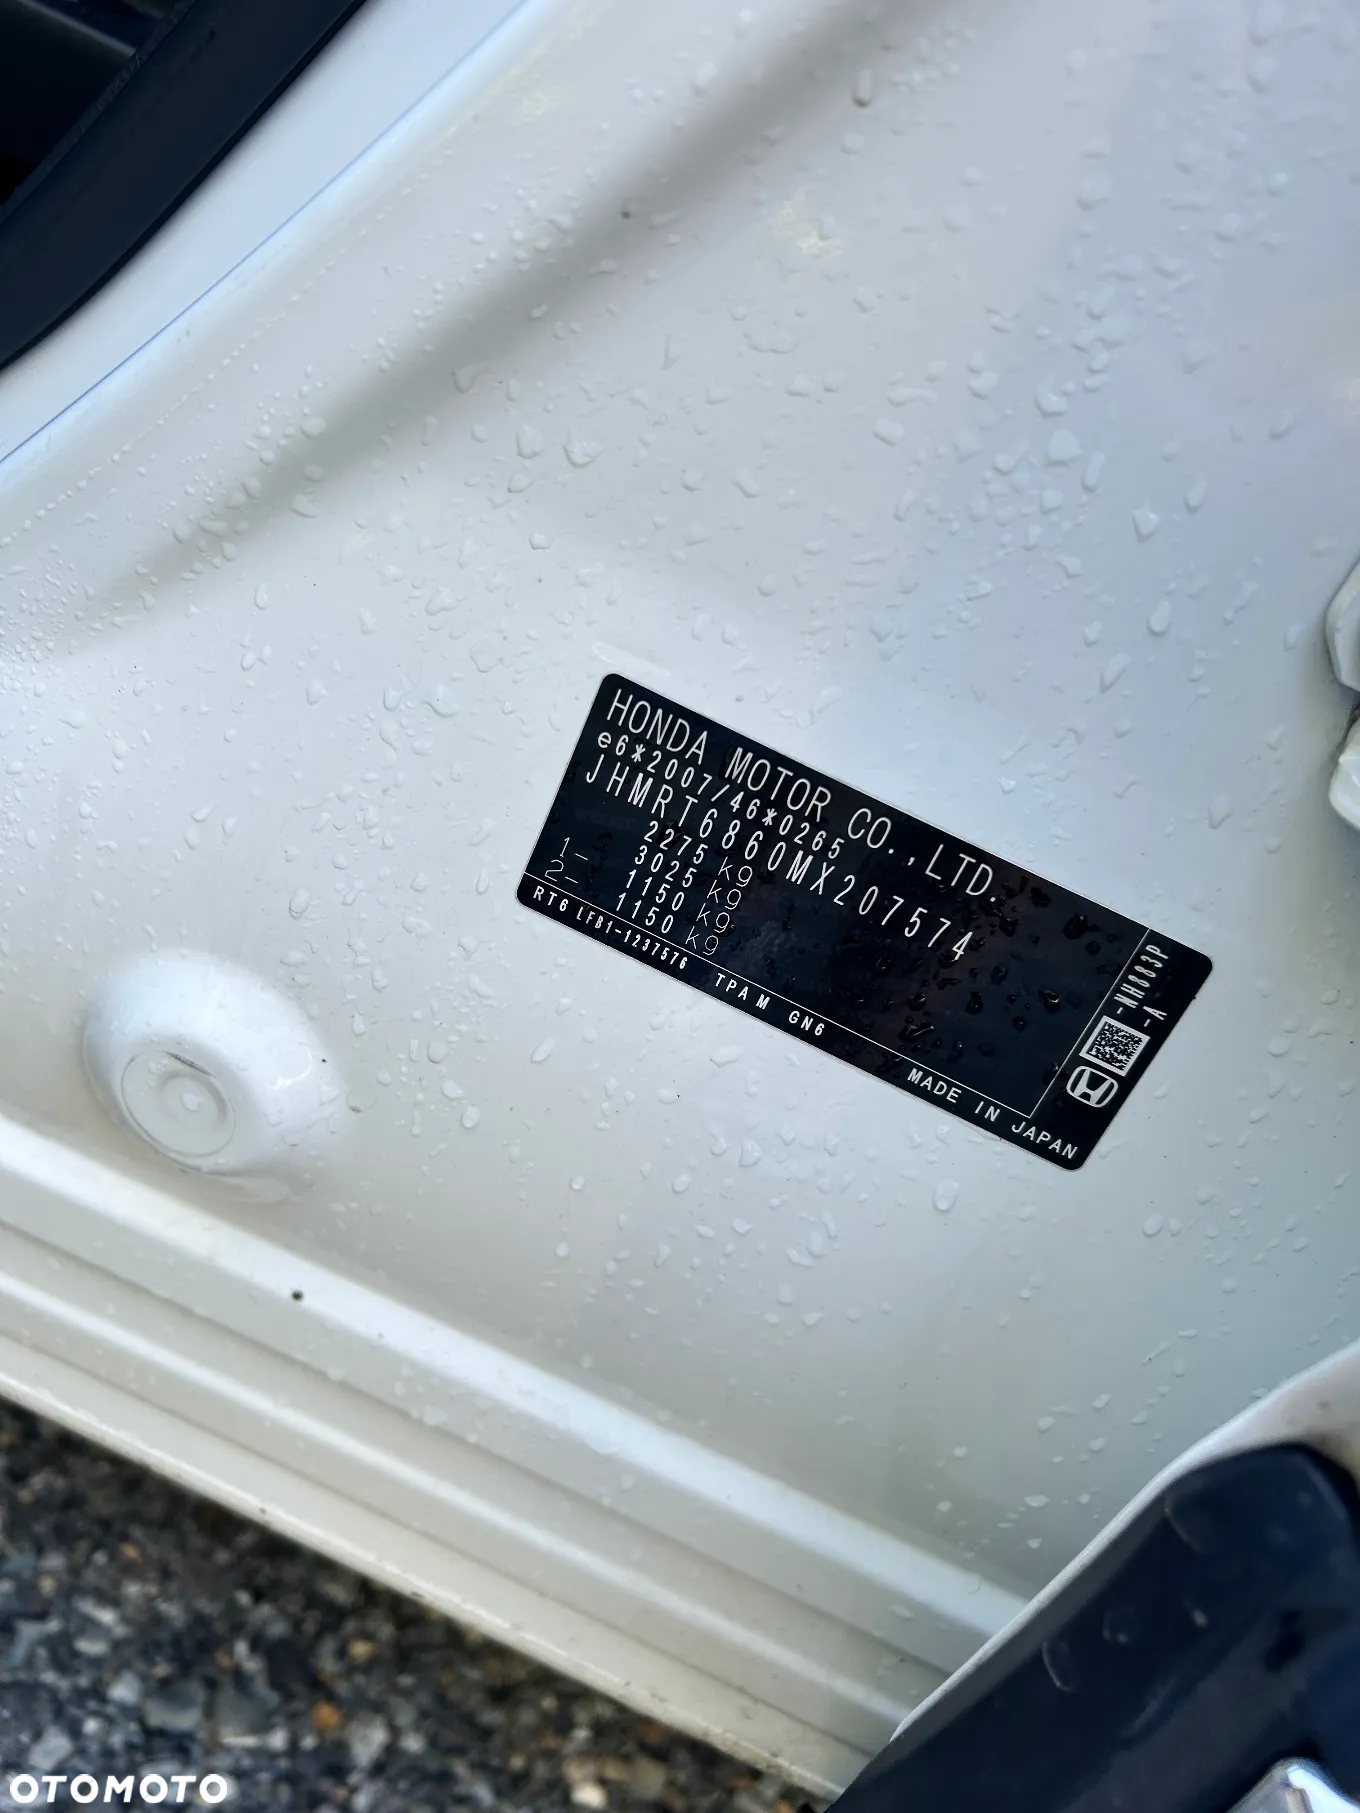 HONDA MOTOR CO.,LTD.
e6*2007/46*0265
JHMRT6860MX207574
2275 kg
3025 kg
1- 1150 kg
2- 1150 kg
RT6 LFB1-1237576 TPAM GN6
MADE IN JAPAN
-NH883P
-A
OTOMOTO